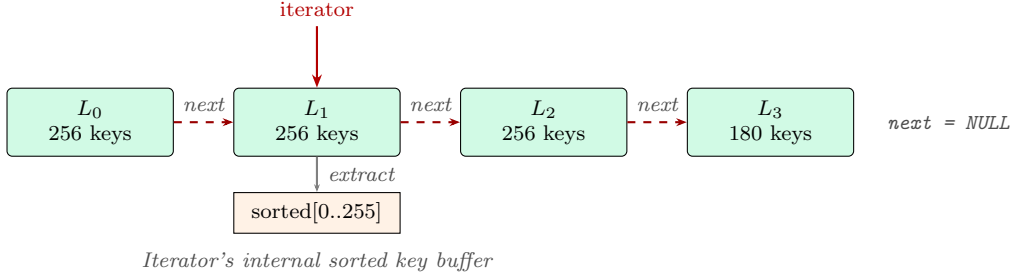 iterator
L0
256 keys
next
L1
256 keys
next
L2
256 keys
next
L3
180 keys
next = NULL
extract
sorted[0..255]
Iterator's internal sorted key buffer